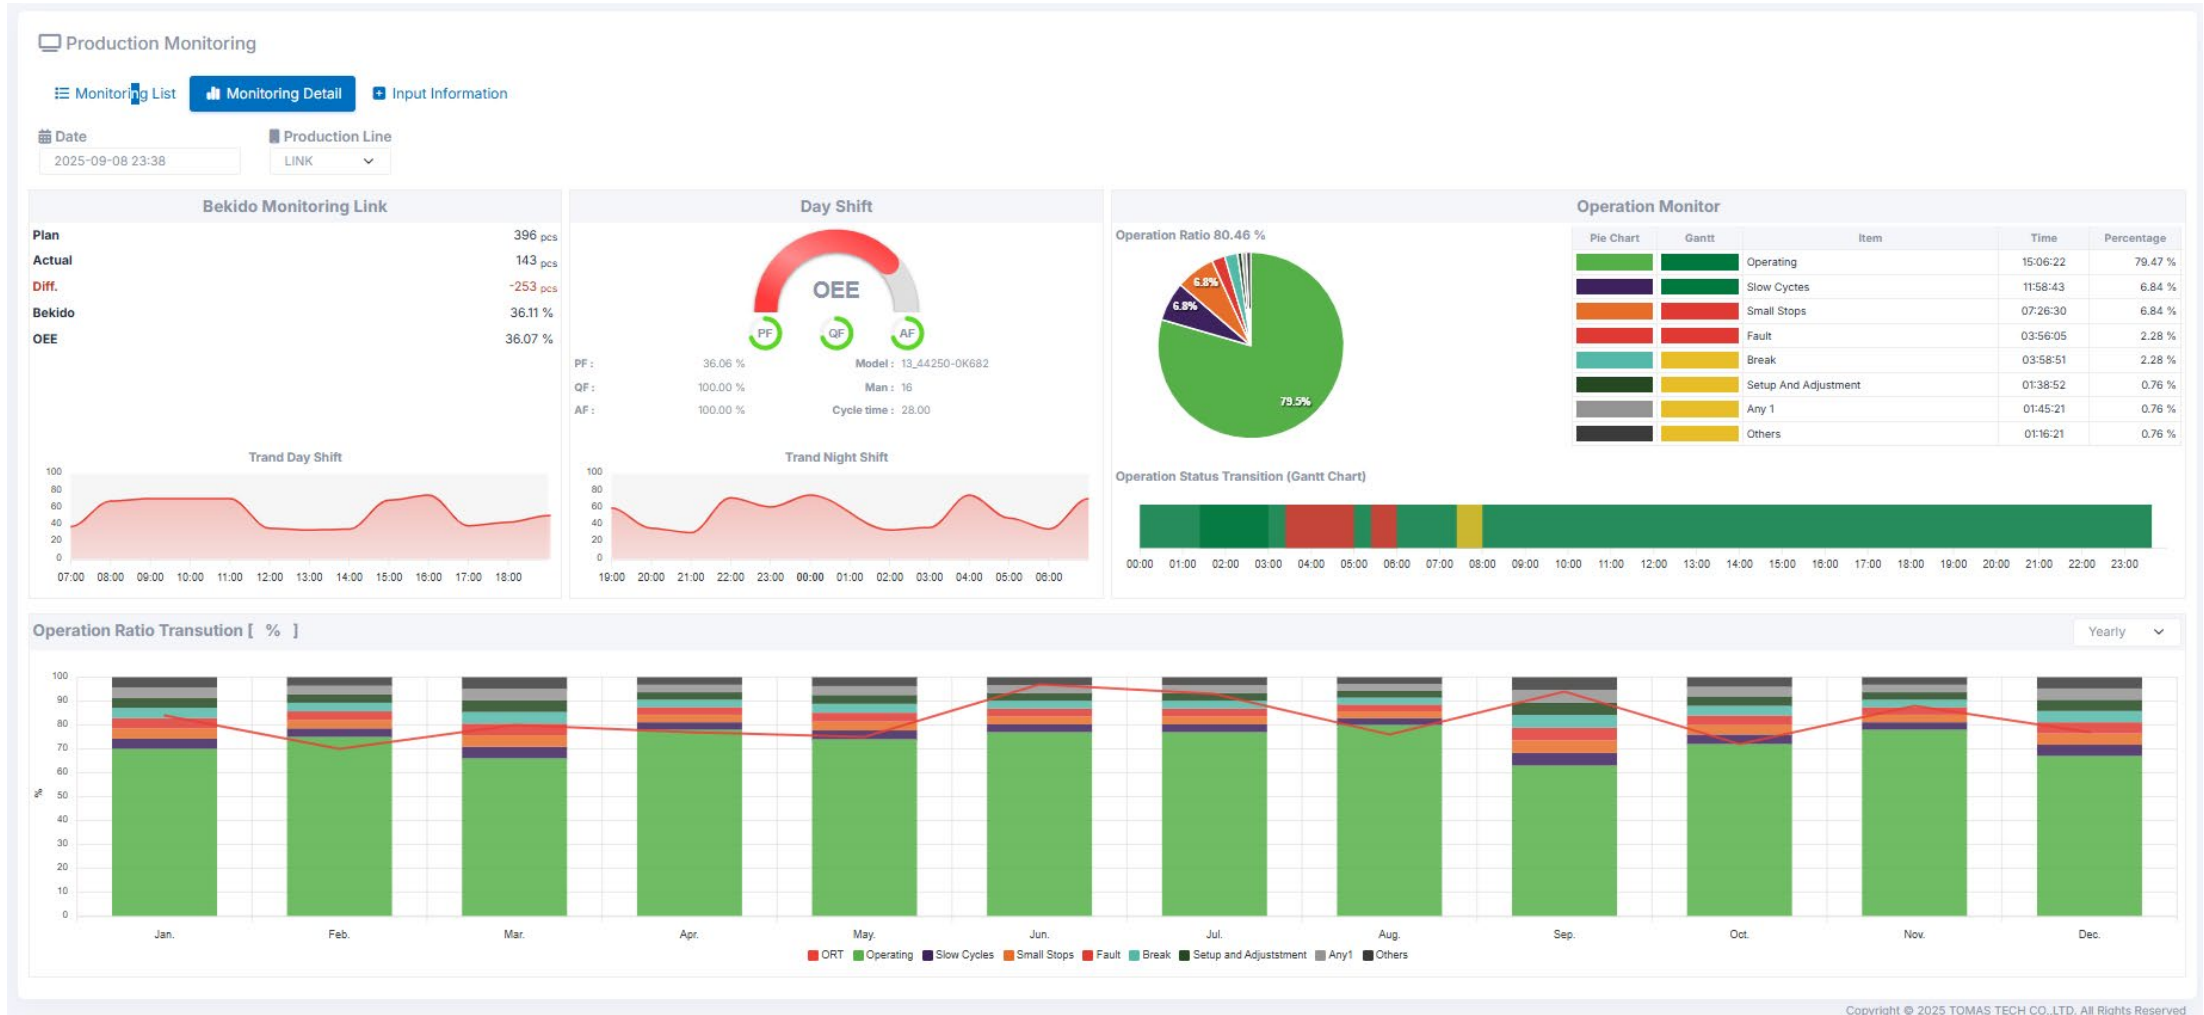 Production Monitoring
Monitoring List Monitoring Detail Input Information
Date Production Line
2025-09-08 23:38 LINK
Bekido Monitoring Link
Plan 396 pcs
Actual 143 pcs
Diff. -253 pcs
Bekido 36.11 %
OEE 36.07 %
Trand Day Shift
100
80
60
40
20
0
07:00 08:00 09:00 10:00 11:00 12:00 13:00 14:00 15:00 16:00 17:00 18:00
Day Shift
OEE
PF QF AF
PF : 36.06 % Model : 13_44250-0K682
QF : 100.00 % Man : 16
AF : 100.00 % Cycle time : 28.00
Trand Night Shift
100
80
60
40
20
0
19:00 20:00 21:00 22:00 23:00 00:00 01:00 02:00 03:00 04:00 05:00 06:00
Operation Monitor
Operation Ratio 80.46 %
6.8%
6.8%
79.5%
Pie Chart Gantt Item Time Percentage
Operating 15:06:22 79.47 %
Slow Cyctes 11:58:43 6.84 %
Small Stops 07:26:30 6.84 %
Fault 03:56:05 2.28 %
Break 03:58:51 2.28 %
Setup And Adjustment 01:38:52 0.76 %
Any 1 01:45:21 0.76 %
Others 01:16:21 0.76 %
Operation Status Transition (Gantt Chart)
00:00 01:00 02:00 03:00 04:00 05:00 06:00 07:00 08:00 09:00 10:00 11:00 12:00 13:00 14:00 15:00 16:00 17:00 18:00 19:00 20:00 21:00 22:00 23:00
Operation Ratio Transution [ % ] Yearly
100
90
80
70
60
50
40
30
20
10
0
%
Jan. Feb. Mar. Apr. May. Jun. Jul. Aug. Sep. Oct. Nov. Dec.
ORT Operating Slow Cycles Small Stops Fault Break Setup and Adjuststment Any1 Others
Copyright © 2025 TOMAS TECH CO.,LTD. All Rights Reserved